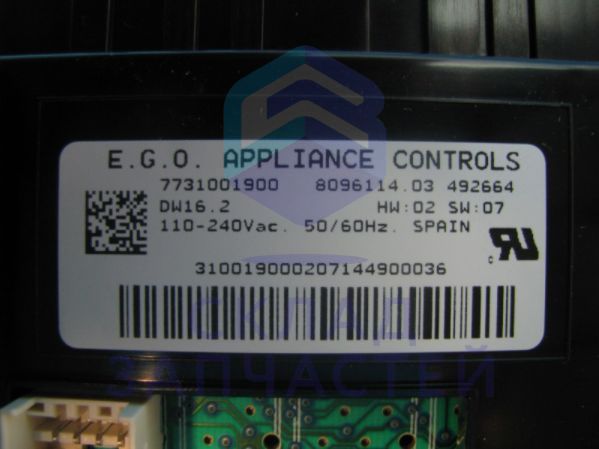 E.G.O. APPLIANCE CONTROLS
7731001900 8096114.03 492664
DW16.2 HW:02 SW:07
110-240Vac. 50/60Hz. SPAIN
310019000207144900036
СКЛАД
ЗАПЧАСТЕЙ